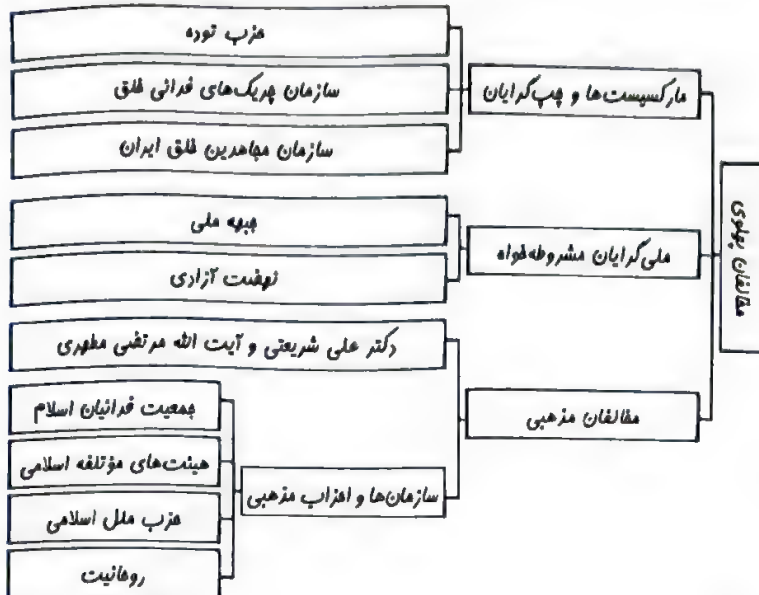 مخالفان پهلوی
مارکسیست‌ها و چپ‌گرایان
حزب توده
سازمان چریک‌های فدائی خلق
سازمان مجاهدین خلق ایران
ملی‌گرایان مشروطه‌خواه
جبهه ملی
نهضت آزادی
مخالفان مذهبی
دکتر علی شریعتی و آیت الله مرتضی مطهری
سازمان‌ها و احزاب مذهبی
جمعیت فدائیان اسلام
هیئت‌های مؤتلفه اسلامی
حزب ملل اسلامی
روحانیت